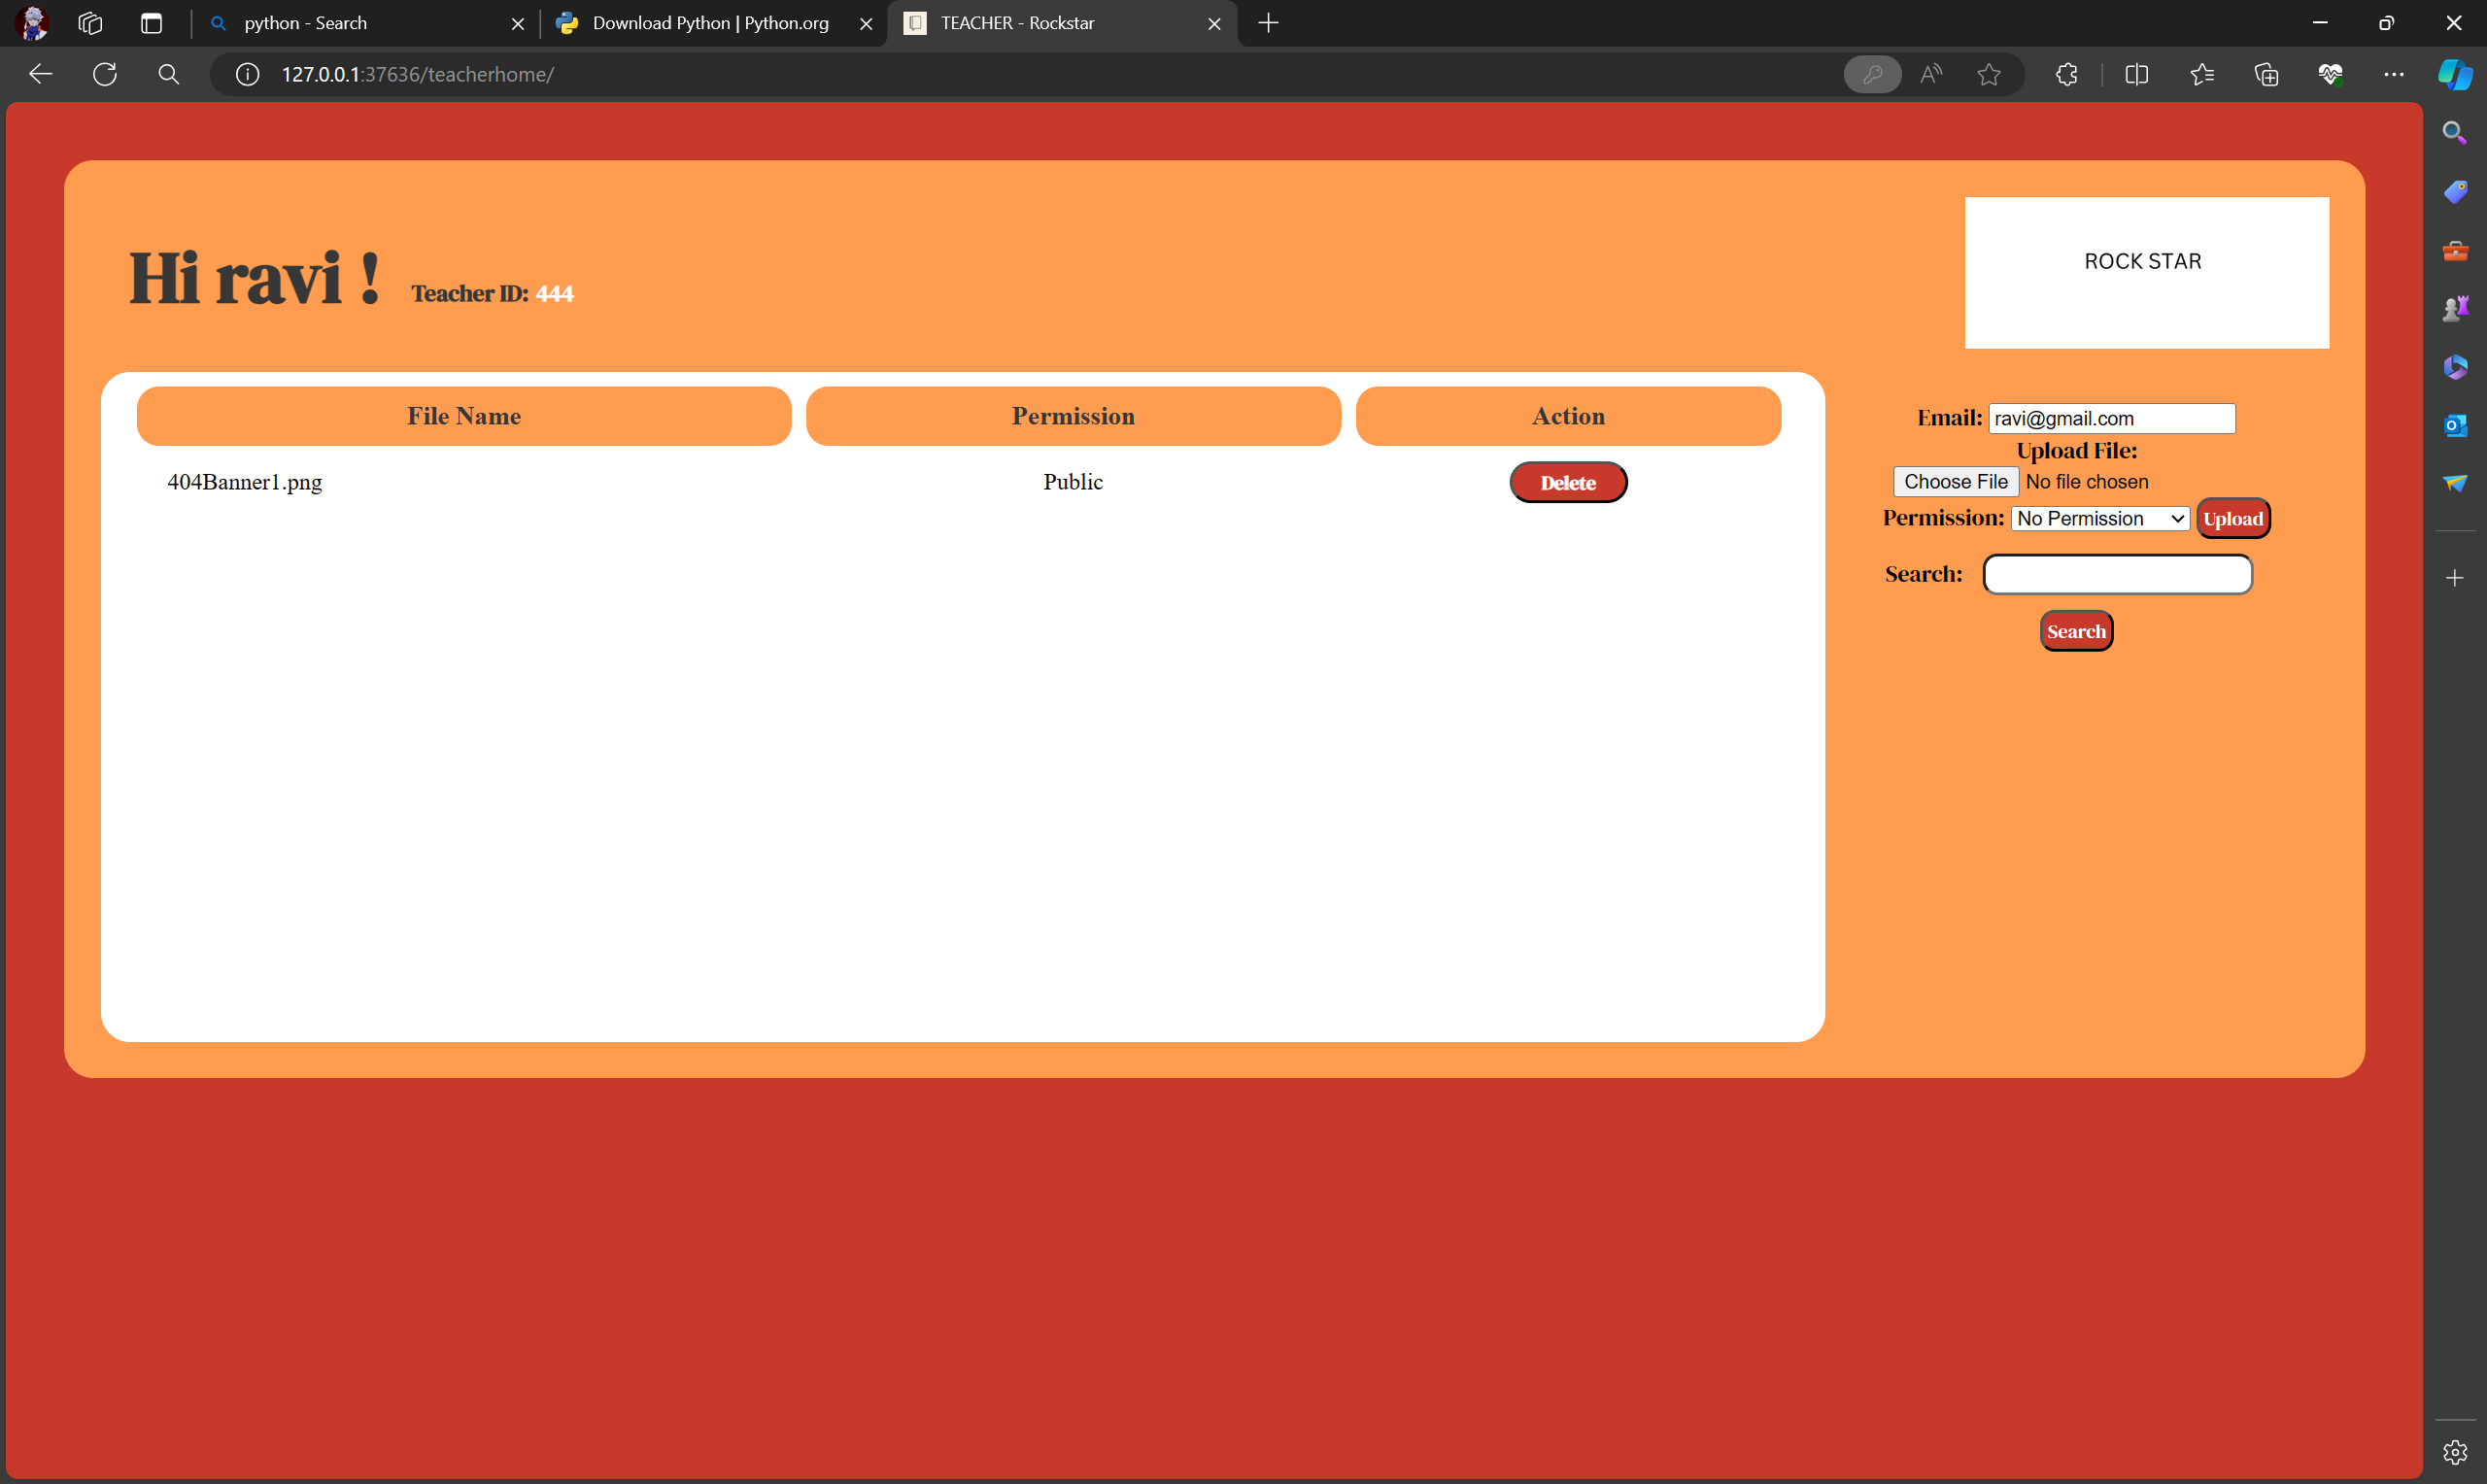 python - Search
Download Python | Python.org
TEACHER - Rockstar
127.0.0.1:37636/teacherhome/
Hi ravi !
Teacher ID: 444
ROCK STAR
File Name
Permission
Action
404Banner1.png
Public
Delete
Email: ravi@gmail.com
Upload File:
Choose File No file chosen
Permission: No Permission Upload
Search:
Search